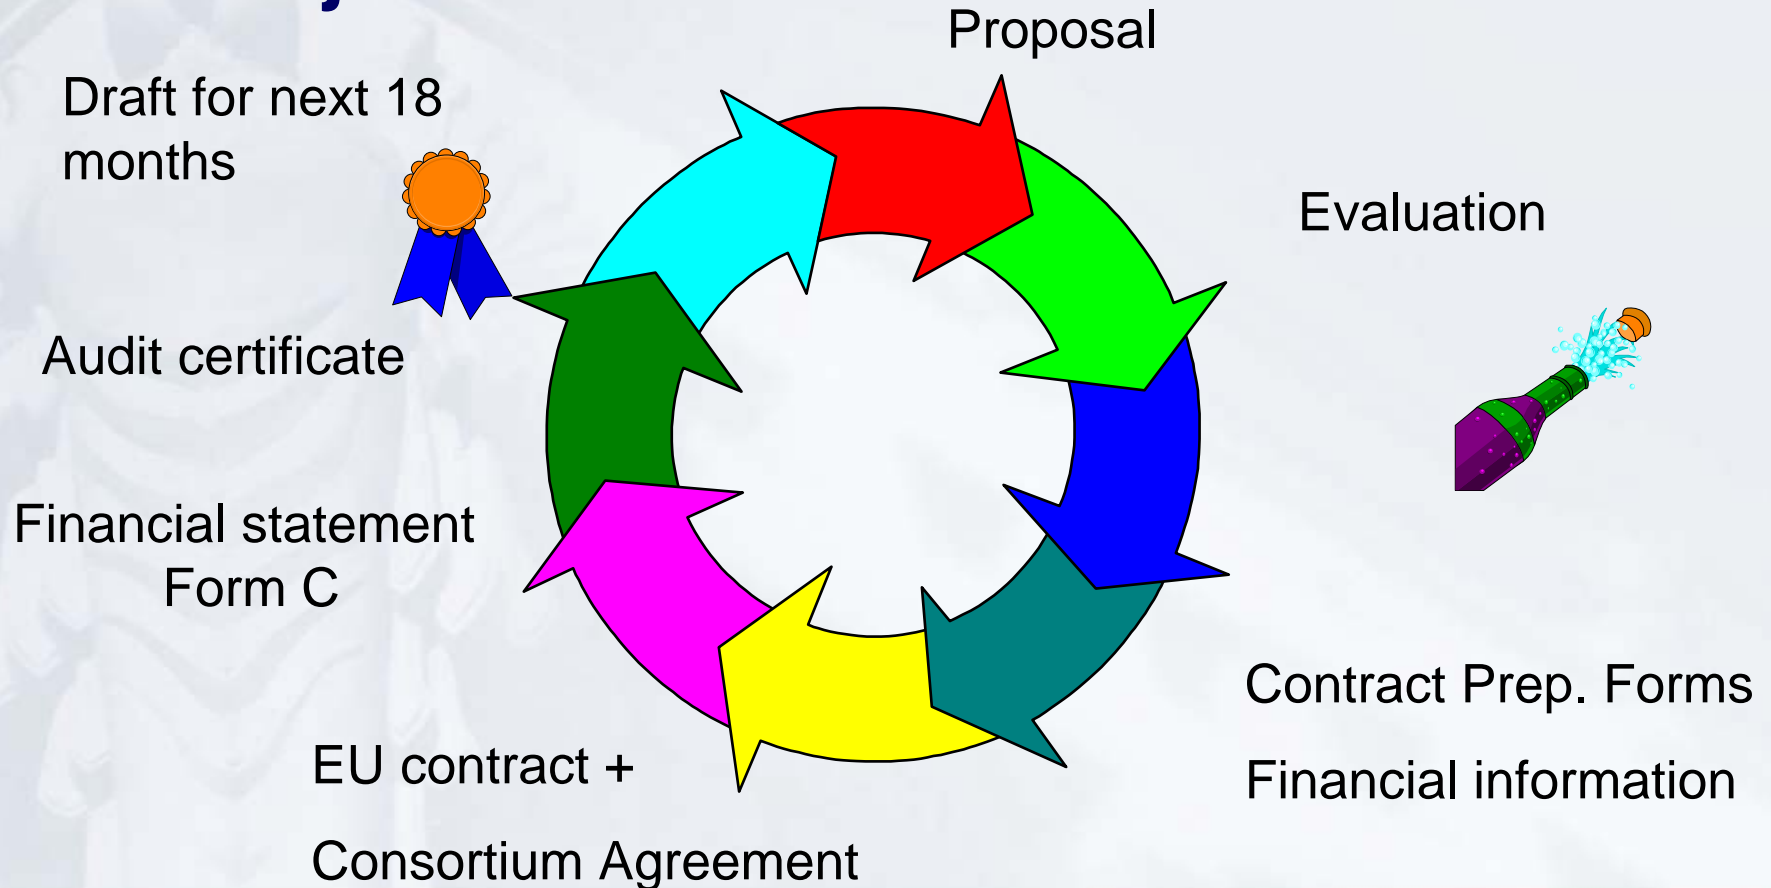 Proposal
Draft for next 18
months
Evaluation
Audit certificate
Financial statement
Form C
Contract Prep. Forms
EU contract +
Financial information
Consortium Agreement